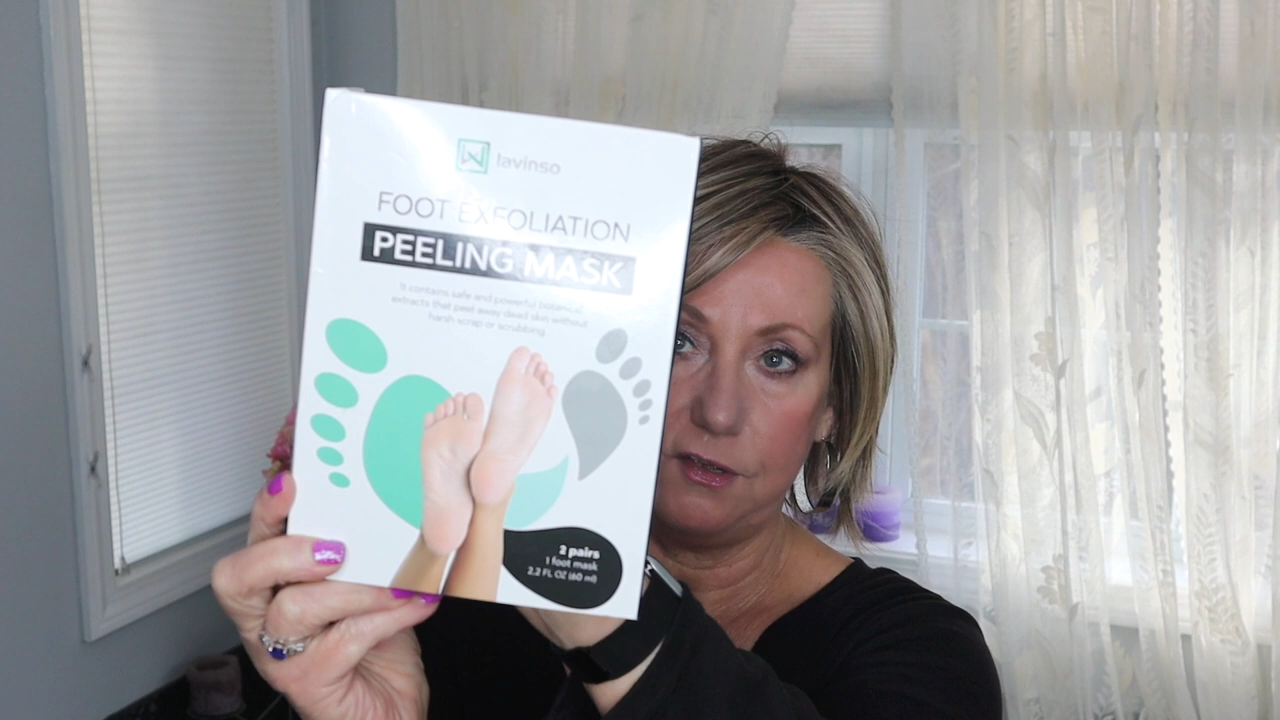 lavinso
FOOT EXFOLIATION
PEELING MASK
It contains safe and powerful botanical
extracts that peel away dead skin without
harsh scrap or scrubbing
2 pairs
1 foot mask
2.2 FL OZ (60 ml)